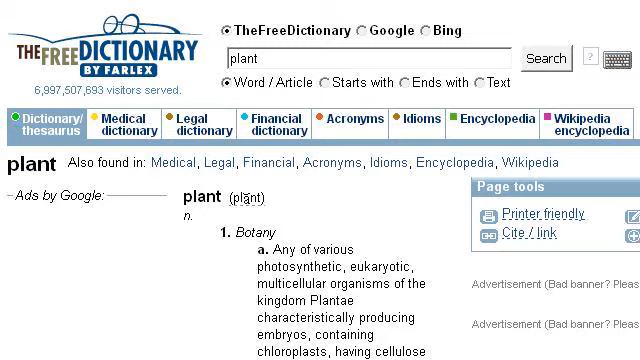 TheFreeDictionary Google Bing
THEFREEDICTIONARY
BY FARLEX
plant
Search
?
6,997,507,693 visitors served.
Word / Article Starts with Ends with Text
Dictionary/ thesaurus
Medical dictionary
Legal dictionary
Financial dictionary
Acronyms
Idioms
Encyclopedia
Wikipedia encyclopedia
plant Also found in: Medical, Legal, Financial, Acronyms, Idioms, Encyclopedia, Wikipedia
Ads by Google:
plant (plănt)
n.
1. Botany
a. Any of various
photosynthetic, eukaryotic,
multicellular organisms of the
kingdom Plantae
characteristically producing
embryos, containing
chloroplasts, having cellulose
Page tools
Printer friendly
Cite / link
Advertisement (Bad banner? Pleas
Advertisement (Bad banner? Pleas